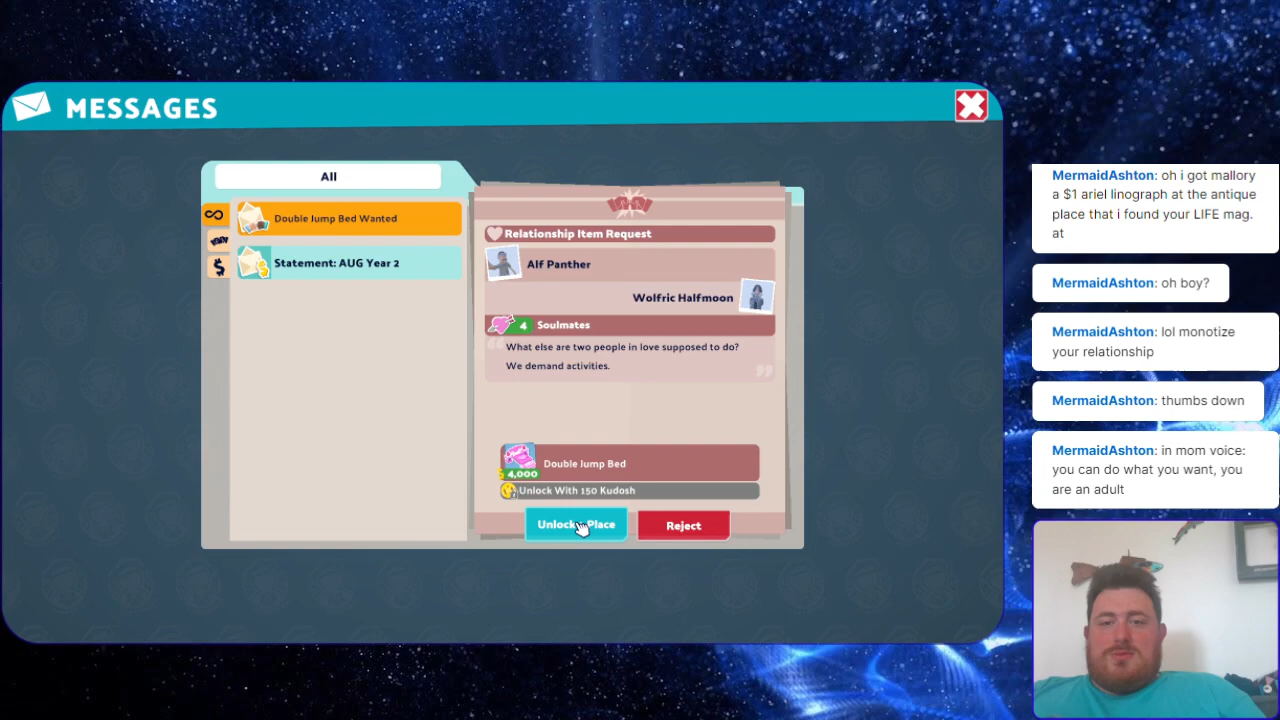 MESSAGES
All
Double Jump Bed Wanted
Statement: AUG Year 2
Relationship Item Request
Alf Panther
Wolfric Halfmoon
4 Soulmates
What else are two people in love supposed to do?
We demand activities.
Double Jump Bed
$ 4,000
Unlock With 150 Kudosh
Unlock Place
Reject
MermaidAshton: oh i got mallory
a $1 ariel linograph at the antique
place that i found your LIFE mag.
at
MermaidAshton: oh boy?
MermaidAshton: lol monotize
your relationship
MermaidAshton: thumbs down
MermaidAshton: in mom voice:
you can do what you want, you
are an adult